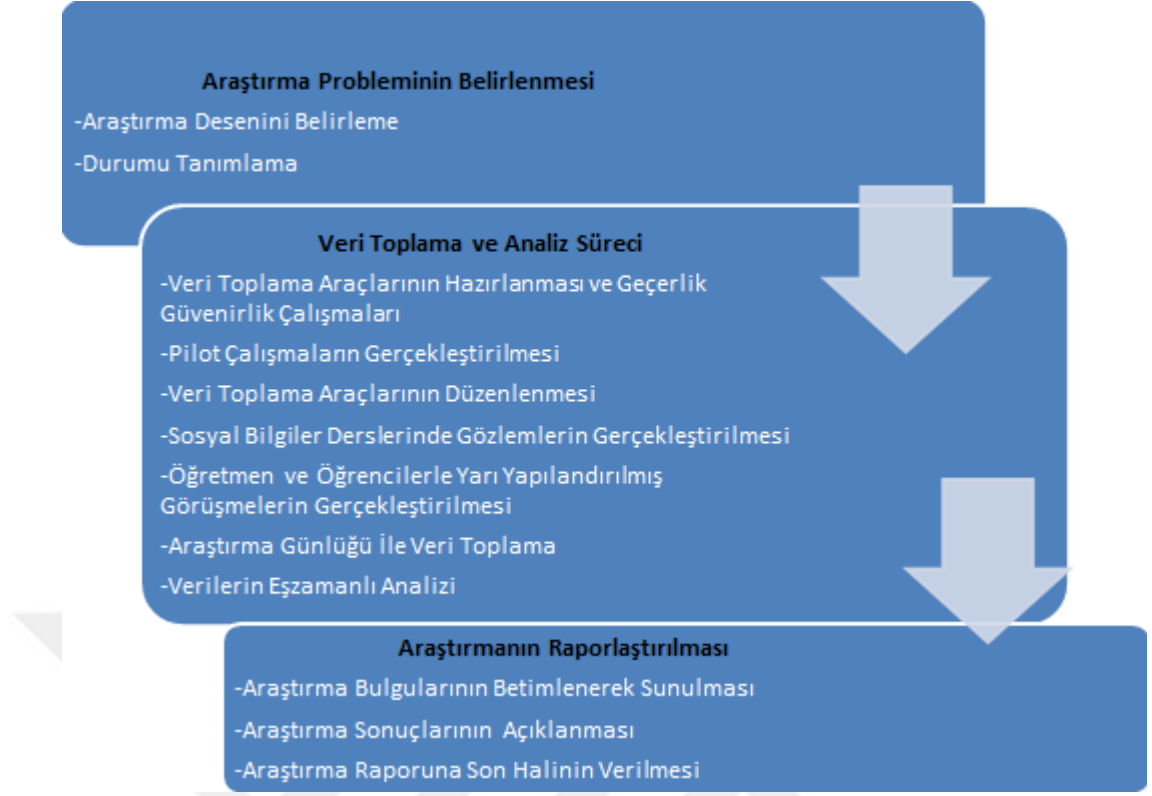 Araştırma Probleminin Belirlenmesi
-Araştırma Desenini Belirleme
-Durumu Tanımlama
Veri Toplama ve Analiz Süreci
-Veri Toplama Araçlarının Hazırlanması ve Geçerlik
Güvenirlik Çalışmaları
-Pilot Çalışmaların Gerçekleştirilmesi
-Veri Toplama Araçlarının Düzenlenmesi
-Sosyal Bilgiler Derslerinde Gözlemlerin Gerçekleştirilmesi
-Öğretmen ve Öğrencilerle Yarı Yapılandırılmış
Görüşmelerin Gerçekleştirilmesi
-Araştırma Günlüğü İle Veri Toplama
-Verilerin Eşzamanlı Analizi
Araştırmanın Raporlaştırılması
-Araştırma Bulgularının Betimlenerek Sunulması
-Araştırma Sonuçlarının Açıklanması
-Araştırma Raporuna Son Halinin Verilmesi